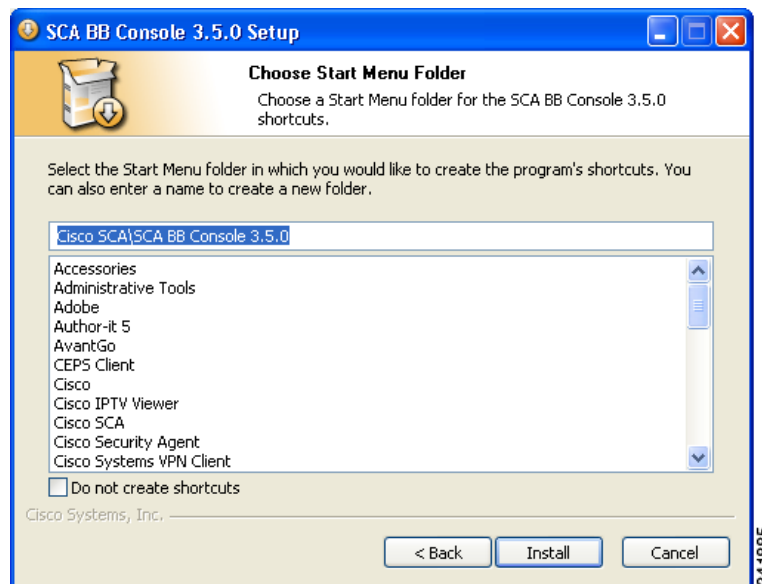 SCA BB Console 3.5.0 Setup
Choose Start Menu Folder
Choose a Start Menu folder for the SCA BB Console 3.5.0
shortcuts.
Select the Start Menu folder in which you would like to create the program's shortcuts. You
can also enter a name to create a new folder.
Cisco SCA\SCA BB Console 3.5.0
Accessories
Administrative Tools
Adobe
Author-it 5
AvantGo
CEPS Client
Cisco
Cisco IPTV Viewer
Cisco SCA
Cisco Security Agent
Cisco Systems VPN Client
Do not create shortcuts
Cisco Systems, Inc.
< Back
Install
Cancel